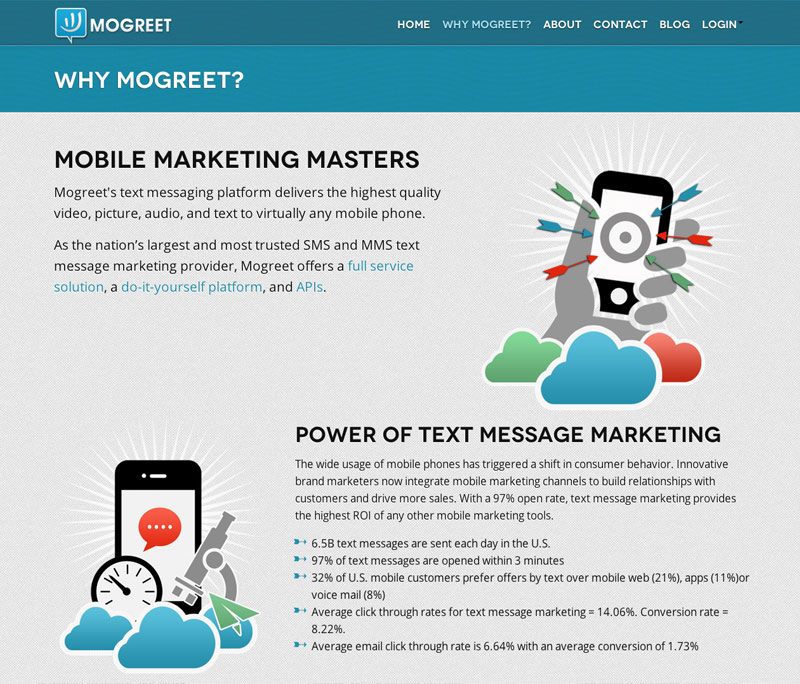 MOGREET
HOME WHY MOGREET? ABOUT CONTACT BLOG LOGIN
WHY MOGREET?
MOBILE MARKETING MASTERS
Mogreet's text messaging platform delivers the highest quality
video, picture, audio, and text to virtually any mobile phone.
As the nation’s largest and most trusted SMS and MMS text
message marketing provider, Mogreet offers a full service
solution, a do-it-yourself platform, and APIs.
POWER OF TEXT MESSAGE MARKETING
The wide usage of mobile phones has triggered a shift in consumer behavior. Innovative
brand marketers now integrate mobile marketing channels to build relationships with
customers and drive more sales. With a 97% open rate, text message marketing provides
the highest ROI of any other mobile marketing tools.
6.5B text messages are sent each day in the U.S.
97% of text messages are opened within 3 minutes
32% of U.S. mobile customers prefer offers by text over mobile web (21%), apps (11%)or
voice mail (8%)
Average click through rates for text message marketing = 14.06%. Conversion rate =
8.22%.
Average email click through rate is 6.64% with an average conversion of 1.73%